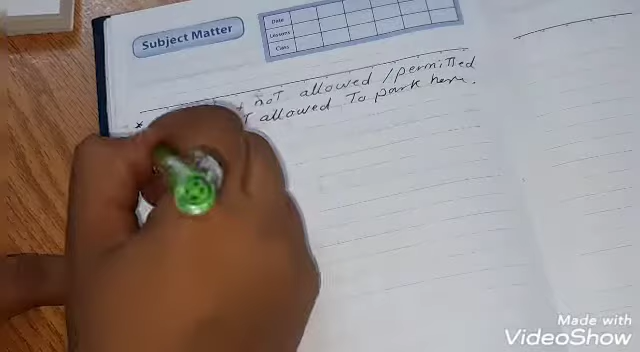 Subject Matter
Date
Lessons
Class
not allowed / permitted
* allowed To park here.
Made with
VideoShow